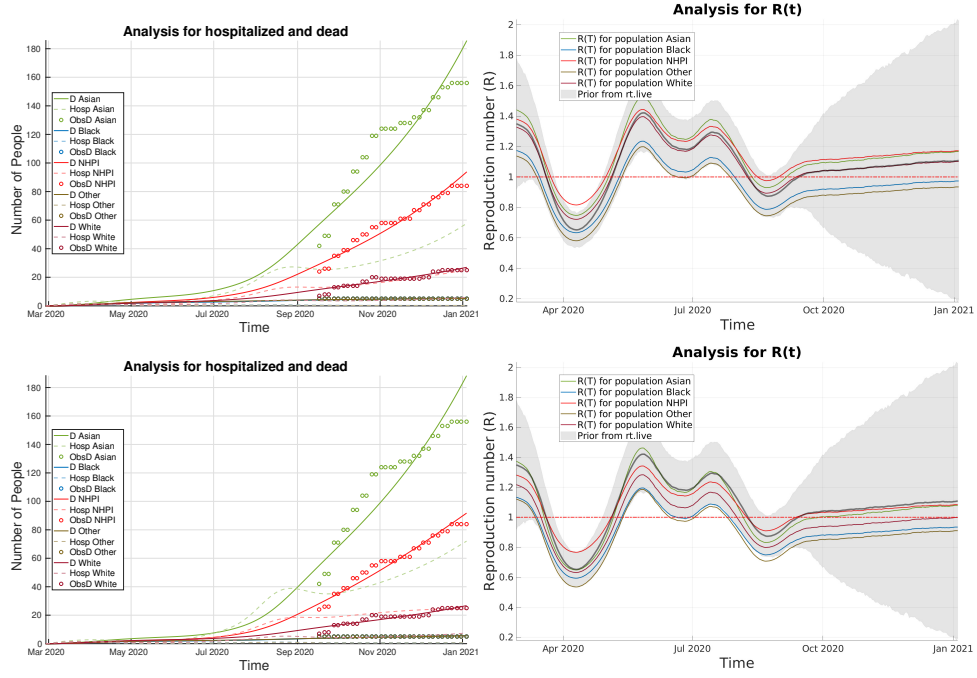 Analysis for hospitalized and dead
180
160
140
120
100
80
60
40
20
0
Number of People
D Asian
Hosp Asian
ObsD Asian
D Black
Hosp Black
ObsD Black
D NHPI
Hosp NHPI
ObsD NHPI
D Other
Hosp Other
ObsD Other
D White
Hosp White
ObsD White
Mar 2020 May 2020 Jul 2020 Sep 2020 Nov 2020 Jan 2021
Time
Analysis for R(t)
2
1.8
1.6
1.4
1.2
1
0.8
0.6
0.4
0.2
Reproduction number (R)
R(T) for population Asian
R(T) for population Black
R(T) for population NHPI
R(T) for population Other
R(T) for population White
Prior from rt.live
Apr 2020 Jul 2020 Oct 2020 Jan 2021
Time
Analysis for hospitalized and dead
180
160
140
120
100
80
60
40
20
0
Number of People
D Asian
Hosp Asian
ObsD Asian
D Black
Hosp Black
ObsD Black
D NHPI
Hosp NHPI
ObsD NHPI
D Other
Hosp Other
ObsD Other
D White
Hosp White
ObsD White
Mar 2020 May 2020 Jul 2020 Sep 2020 Nov 2020 Jan 2021
Time
Analysis for R(t)
2
1.8
1.6
1.4
1.2
1
0.8
0.6
0.4
0.2
Reproduction number (R)
R(T) for population Asian
R(T) for population Black
R(T) for population NHPI
R(T) for population Other
R(T) for population White
Prior from rt.live
Apr 2020 Jul 2020 Oct 2020 Jan 2021
Time